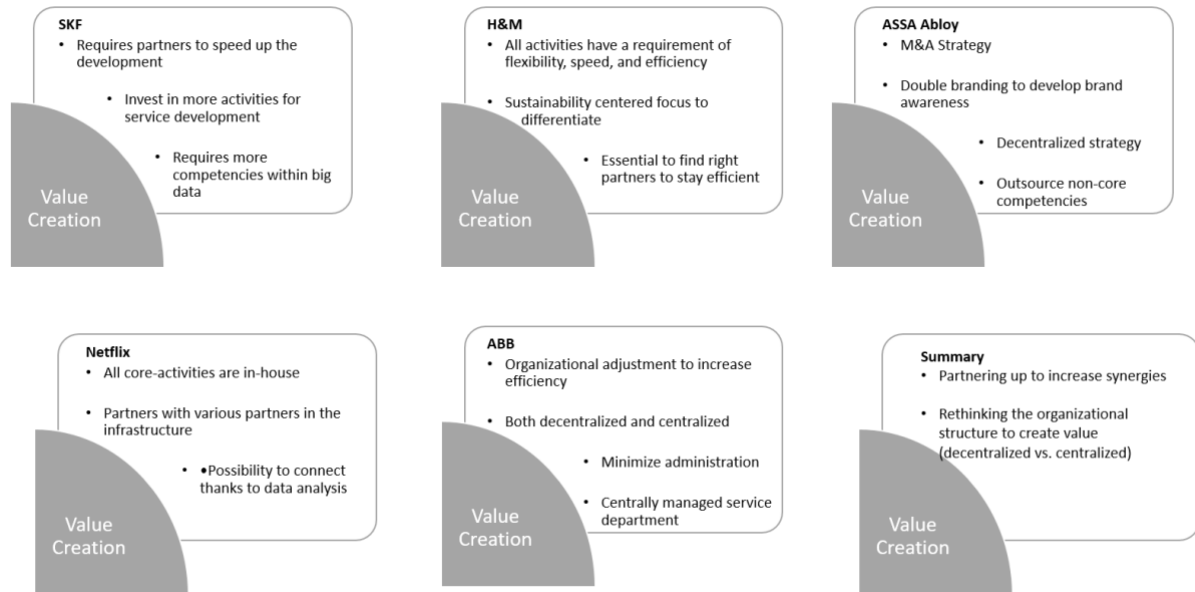 SKF
• Requires partners to speed up the
development
• Invest in more activities for
service development
• Requires more
competencies within big
data
Value
Creation
H&M
• All activities have a requirement of
flexibility, speed, and efficiency
• Sustainability centered focus to
differentiate
• Essential to find right
partners to stay efficient
Value
Creation
ASSA Abloy
• M&A Strategy
• Double branding to develop brand
awareness
• Decentralized strategy
• Outsource non-core
competencies
Value
Creation
Netflix
• All core-activities are in-house
• Partners with various partners in the
infrastructure
• •Possibility to connect
thanks to data analysis
Value
Creation
ABB
• Organizational adjustment to increase
efficiency
• Both decentralized and centralized
• Minimize administration
• Centrally managed service
department
Value
Creation
Summary
• Partnering up to increase synergies
• Rethinking the organizational
structure to create value
(decentralized vs. centralized)
Value
Creation